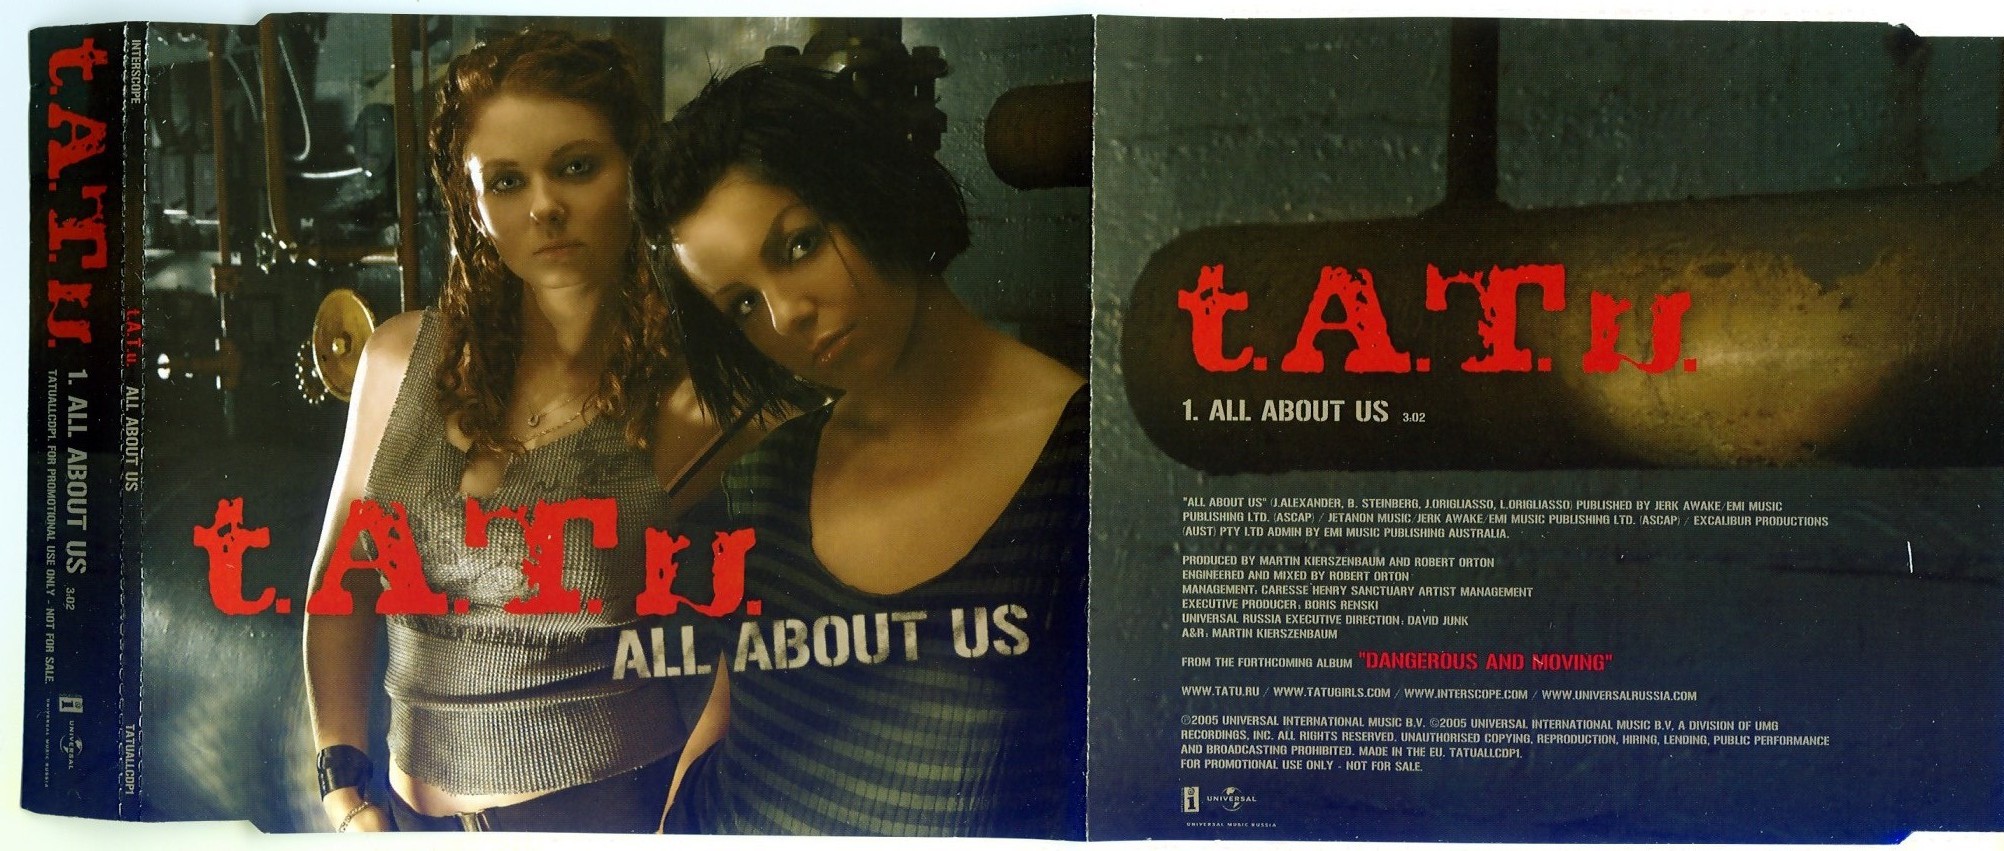 t.A.T.u.
1. ALL ABOUT US 3:02
TATUALLCDP1. FOR PROMOTIONAL USE ONLY - NOT FOR SALE.
i UNIVERSAL
UNIVERSAL MUSIC RUSSIA
INTERSCOPE
t.A.T.u. ALL ABOUT US
TATUALLCDP1
t.A.T.u.
ALL ABOUT US
t.A.T.u.
1. ALL ABOUT US 3:02
"ALL ABOUT US" (J.ALEXANDER, B. STEINBERG, J.ORIGLIASSO, L.ORIGLIASSO) PUBLISHED BY JERK AWAKE/EMI MUSIC
PUBLISHING LTD. (ASCAP) / JETANON MUSIC/JERK AWAKE/EMI MUSIC PUBLISHING LTD. (ASCAP) / EXCALIBUR PRODUCTIONS
(AUST) PTY LTD ADMIN BY EMI MUSIC PUBLISHING AUSTRALIA.
PRODUCED BY MARTIN KIERSZENBAUM AND ROBERT ORTON
ENGINEERED AND MIXED BY ROBERT ORTON
MANAGEMENT: CARESSE HENRY SANCTUARY ARTIST MANAGEMENT
EXECUTIVE PRODUCER: BORIS RENSKI
UNIVERSAL RUSSIA EXECUTIVE DIRECTION: DAVID JUNK
A&R: MARTIN KIERSZENBAUM
FROM THE FORTHCOMING ALBUM "DANGEROUS AND MOVING"
WWW.TATU.RU / WWW.TATUGIRLS.COM / WWW.INTERSCOPE.COM / WWW.UNIVERSALRUSSIA.COM
℗2005 UNIVERSAL INTERNATIONAL MUSIC B.V. ©2005 UNIVERSAL INTERNATIONAL MUSIC B.V, A DIVISION OF UMG
RECORDINGS, INC. ALL RIGHTS RESERVED. UNAUTHORISED COPYING, REPRODUCTION, HIRING, LENDING, PUBLIC PERFORMANCE
AND BROADCASTING PROHIBITED. MADE IN THE EU. TATUALLCDP1.
FOR PROMOTIONAL USE ONLY - NOT FOR SALE.
i UNIVERSAL
UNIVERSAL MUSIC RUSSIA